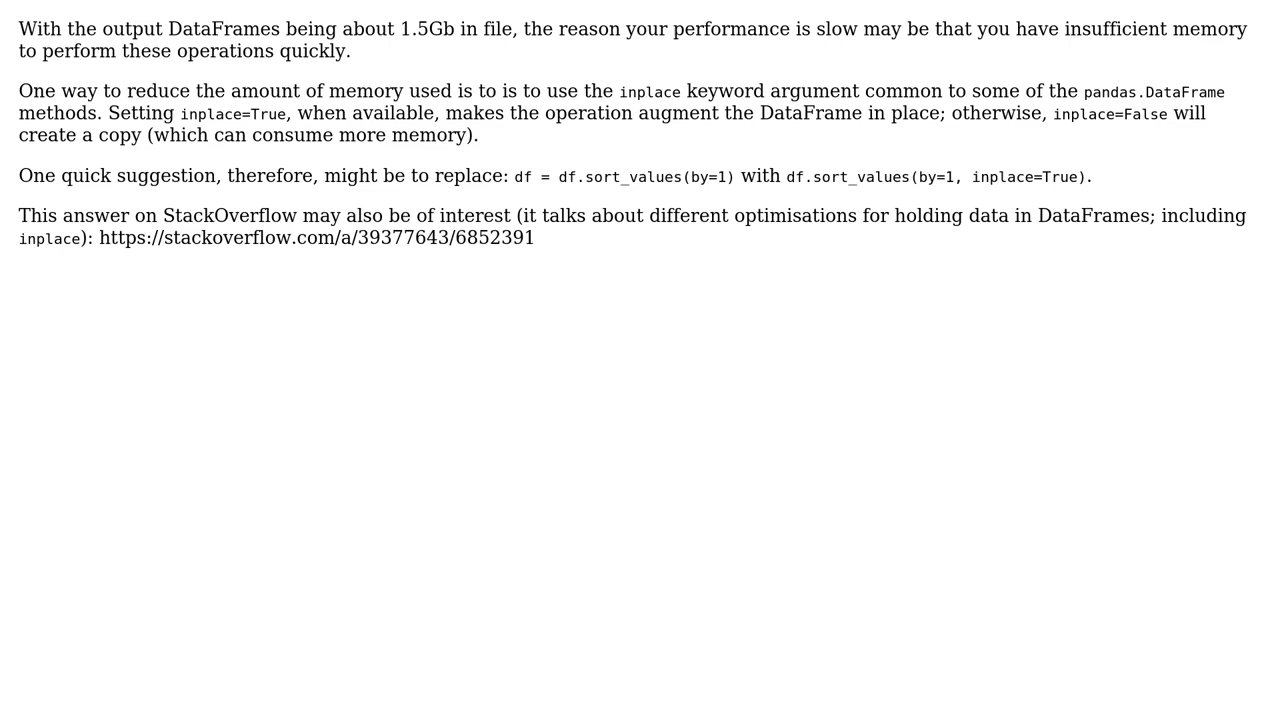 With the output DataFrames being about 1.5Gb in file, the reason your performance is slow may be that you have insufficient memory
to perform these operations quickly.
One way to reduce the amount of memory used is to is to use the inplace keyword argument common to some of the pandas.DataFrame
methods. Setting inplace=True, when available, makes the operation augment the DataFrame in place; otherwise, inplace=False will
create a copy (which can consume more memory).
One quick suggestion, therefore, might be to replace: df = df.sort_values(by=1) with df.sort_values(by=1, inplace=True).
This answer on StackOverflow may also be of interest (it talks about different optimisations for holding data in DataFrames; including
inplace): https://stackoverflow.com/a/39377643/6852391